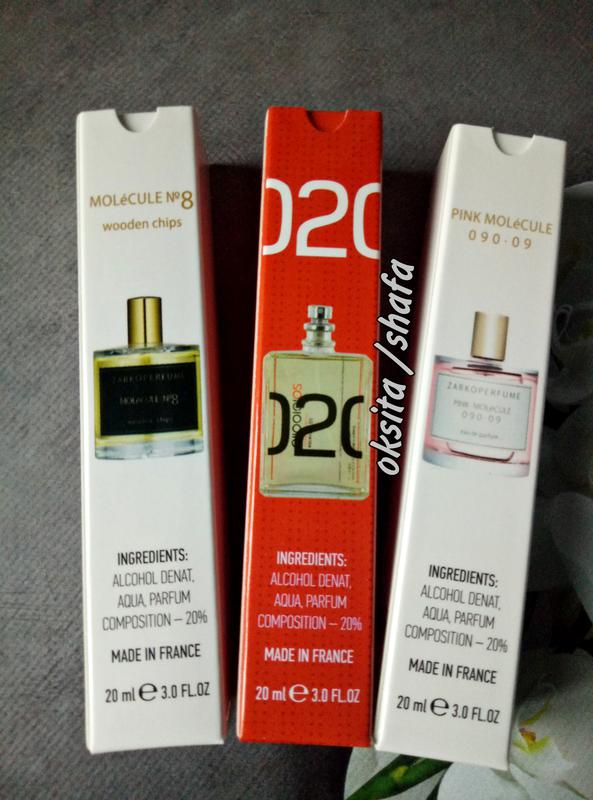 MOLéCULE Nº8
wooden chips
ZARKOPERFUME
MOLéCULE Nº8
wooden chips
INGREDIENTS:
ALCOHOL DENAT,
AQUA, PARFUM
COMPOSITION – 20%
MADE IN FRANCE
20 ml ℮ 3.0 FL.OZ
020
020
INGREDIENTS:
ALCOHOL DENAT,
AQUA, PARFUM
COMPOSITION – 20%
MADE IN FRANCE
20 ml ℮ 3.0 FL.OZ
oksita /shafa
PINK MOLéCULE
090·09
ZARKOPERFUME
PINK MOLéCULE
090·09
eau de parfum
INGREDIENTS:
ALCOHOL DENAT,
AQUA, PARFUM
COMPOSITION – 20%
MADE IN FRANCE
20 ml ℮ 3.0 FL.OZ